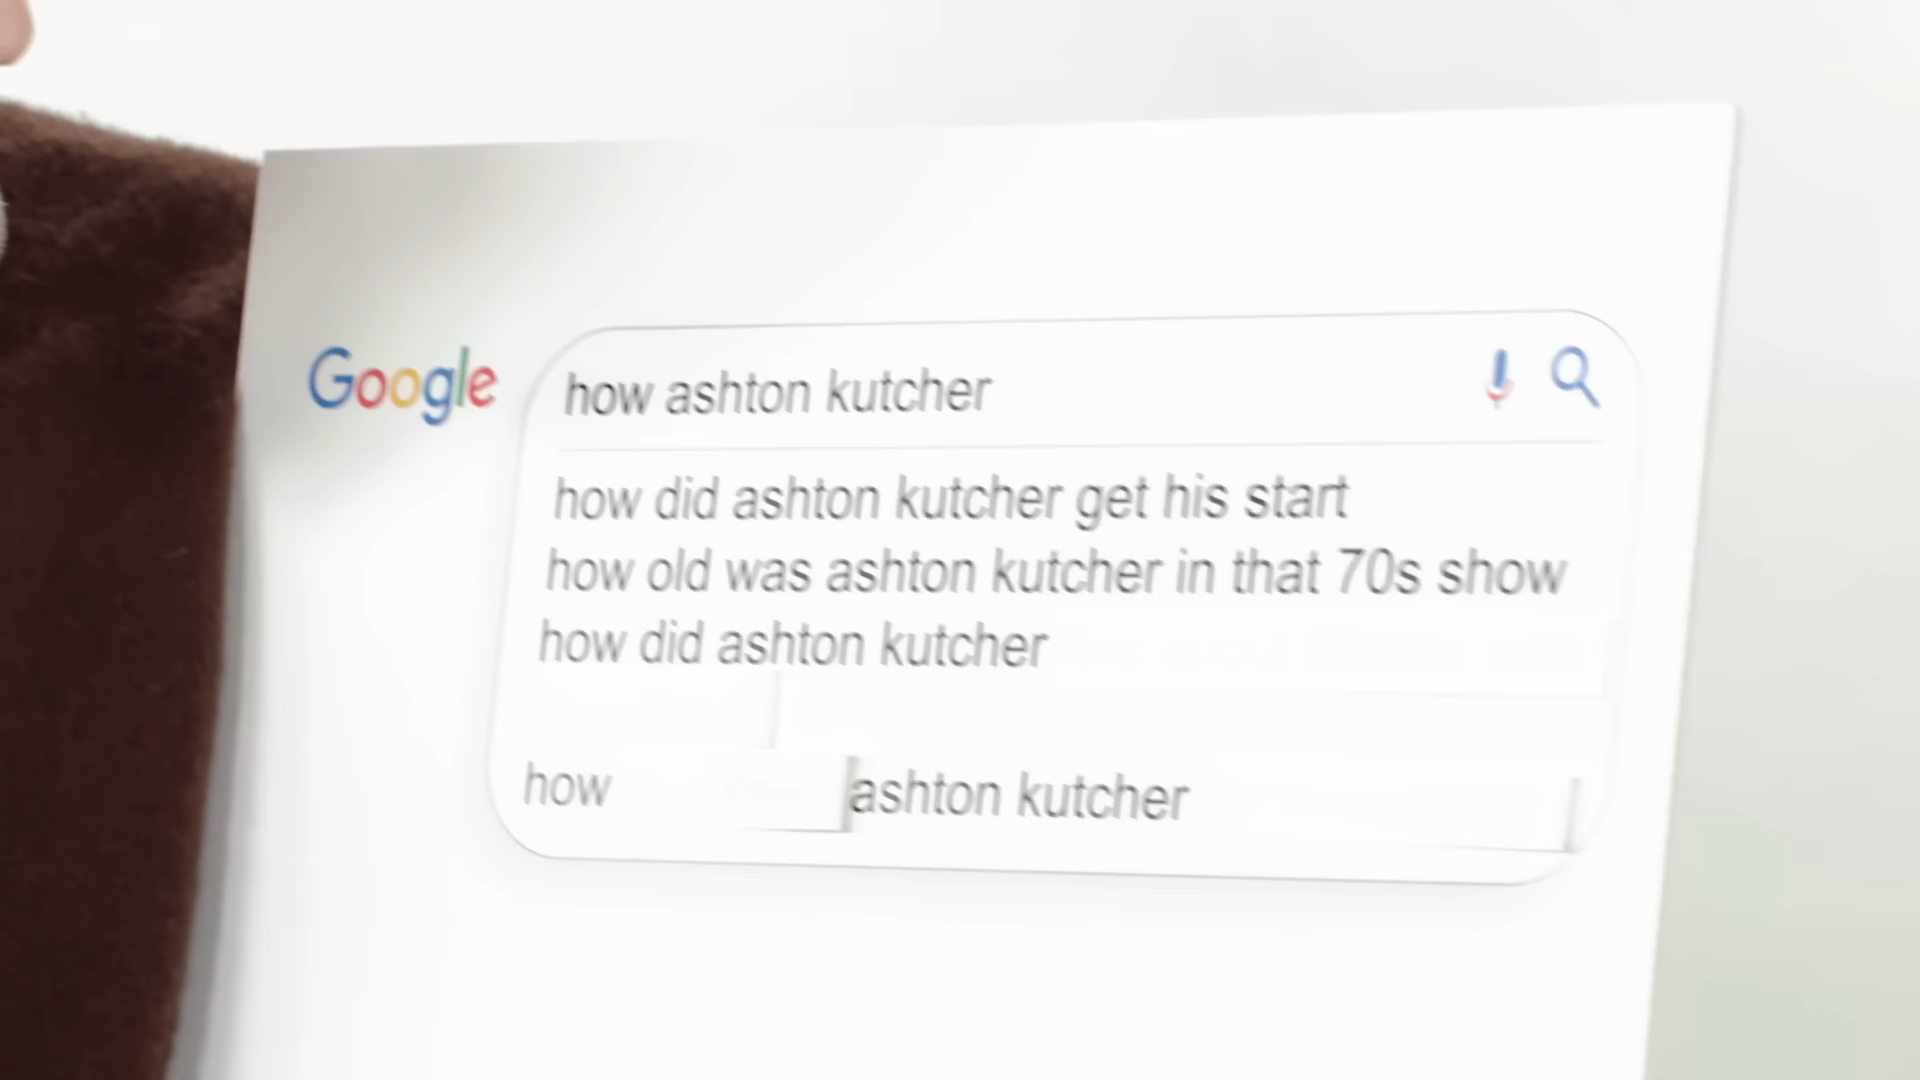 Google
how ashton kutcher
how did ashton kutcher get his start
how old was ashton kutcher in that 70s show
how did ashton kutcher
how ashton kutcher